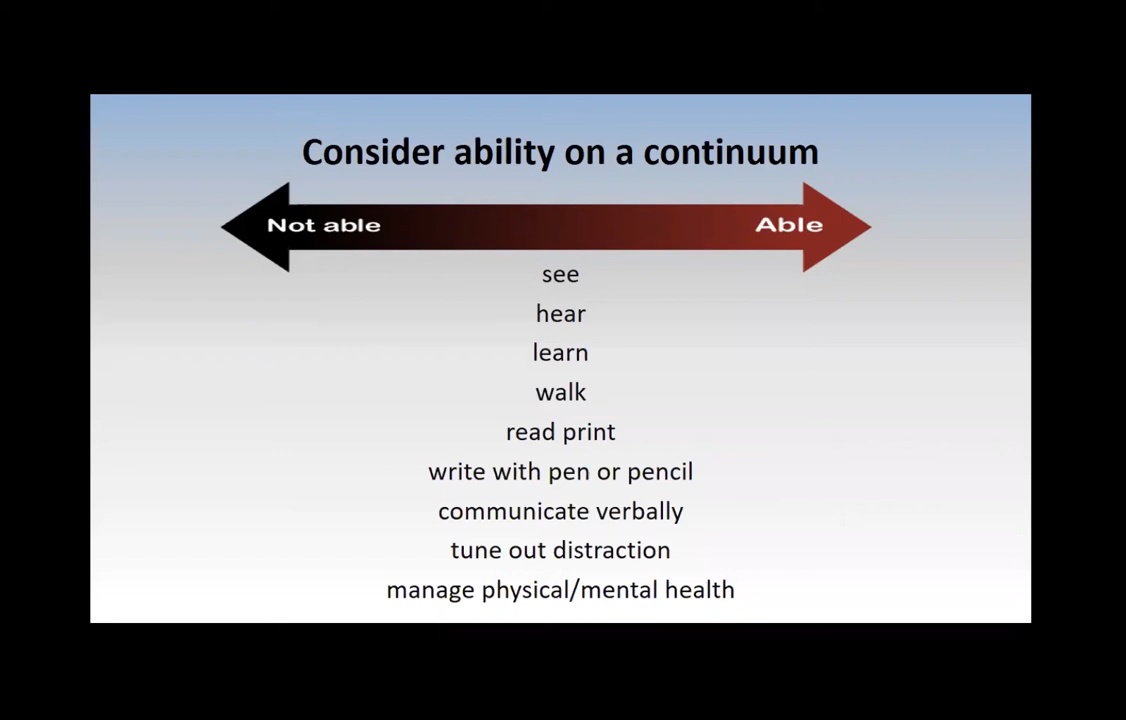 Consider ability on a continuum
Not able
Able
see
hear
learn
walk
read print
write with pen or pencil
communicate verbally
tune out distraction
manage physical/mental health